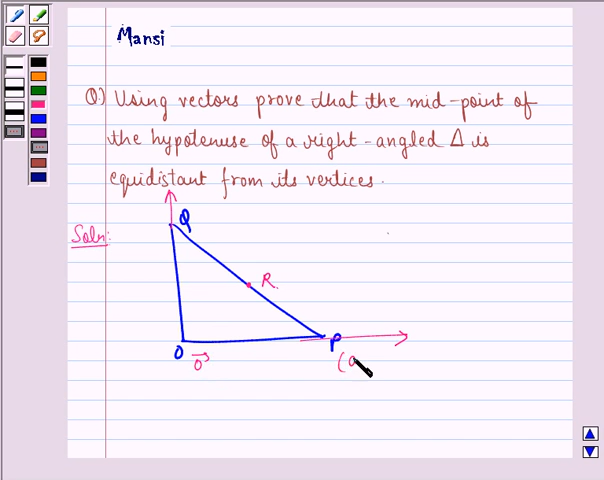 Mansi
Q.) Using vectors prove that the mid-point of
the hypotenuse of a right-angled Δ is
equidistant from its vertices.
Soln:
Q
R
O
P
0⃗
(a